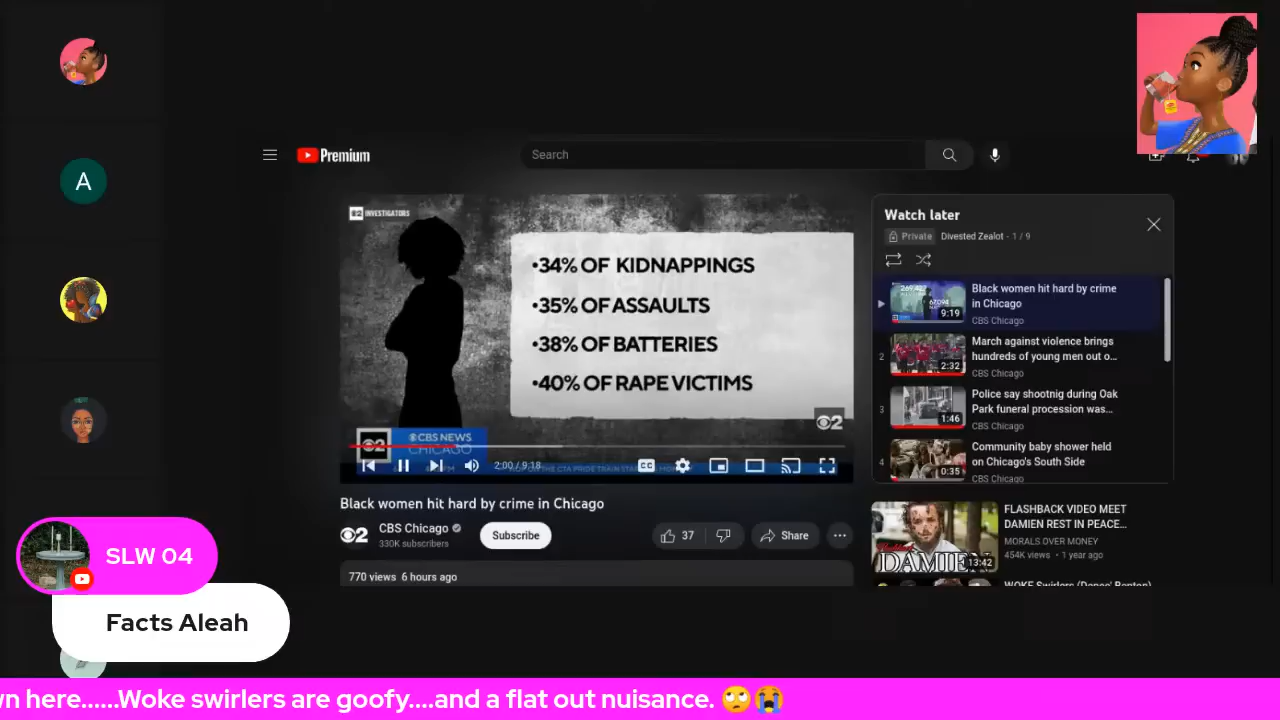 A
Premium
Search
2 INVESTIGATORS
•34% OF KIDNAPPINGS
•35% OF ASSAULTS
•38% OF BATTERIES
•40% OF RAPE VICTIMS
2
2 CBS NEWS
CHICAGO
2:00 / 9:18
CC
Black women hit hard by crime in Chicago
CBS Chicago
330K subscribers
Subscribe
37
Share
770 views 6 hours ago
Watch later
Private Divested Zealot - 1 / 9
Black women hit hard by crime
in Chicago
CBS Chicago
9:19
2
March against violence brings
hundreds of young men out o...
CBS Chicago
2:32
3
Police say shootnig during Oak
Park funeral procession was...
CBS Chicago
1:46
4
Community baby shower held
on Chicago's South Side
CBS Chicago
0:35
FLASHBACK VIDEO MEET
DAMIEN REST IN PEACE...
MORALS OVER MONEY
454K views • 1 year ago
DAMIEN
13:42
SLW 04
Facts Aleah
wn here......Woke swirlers are goofy....and a flat out nuisance. 🙄😭